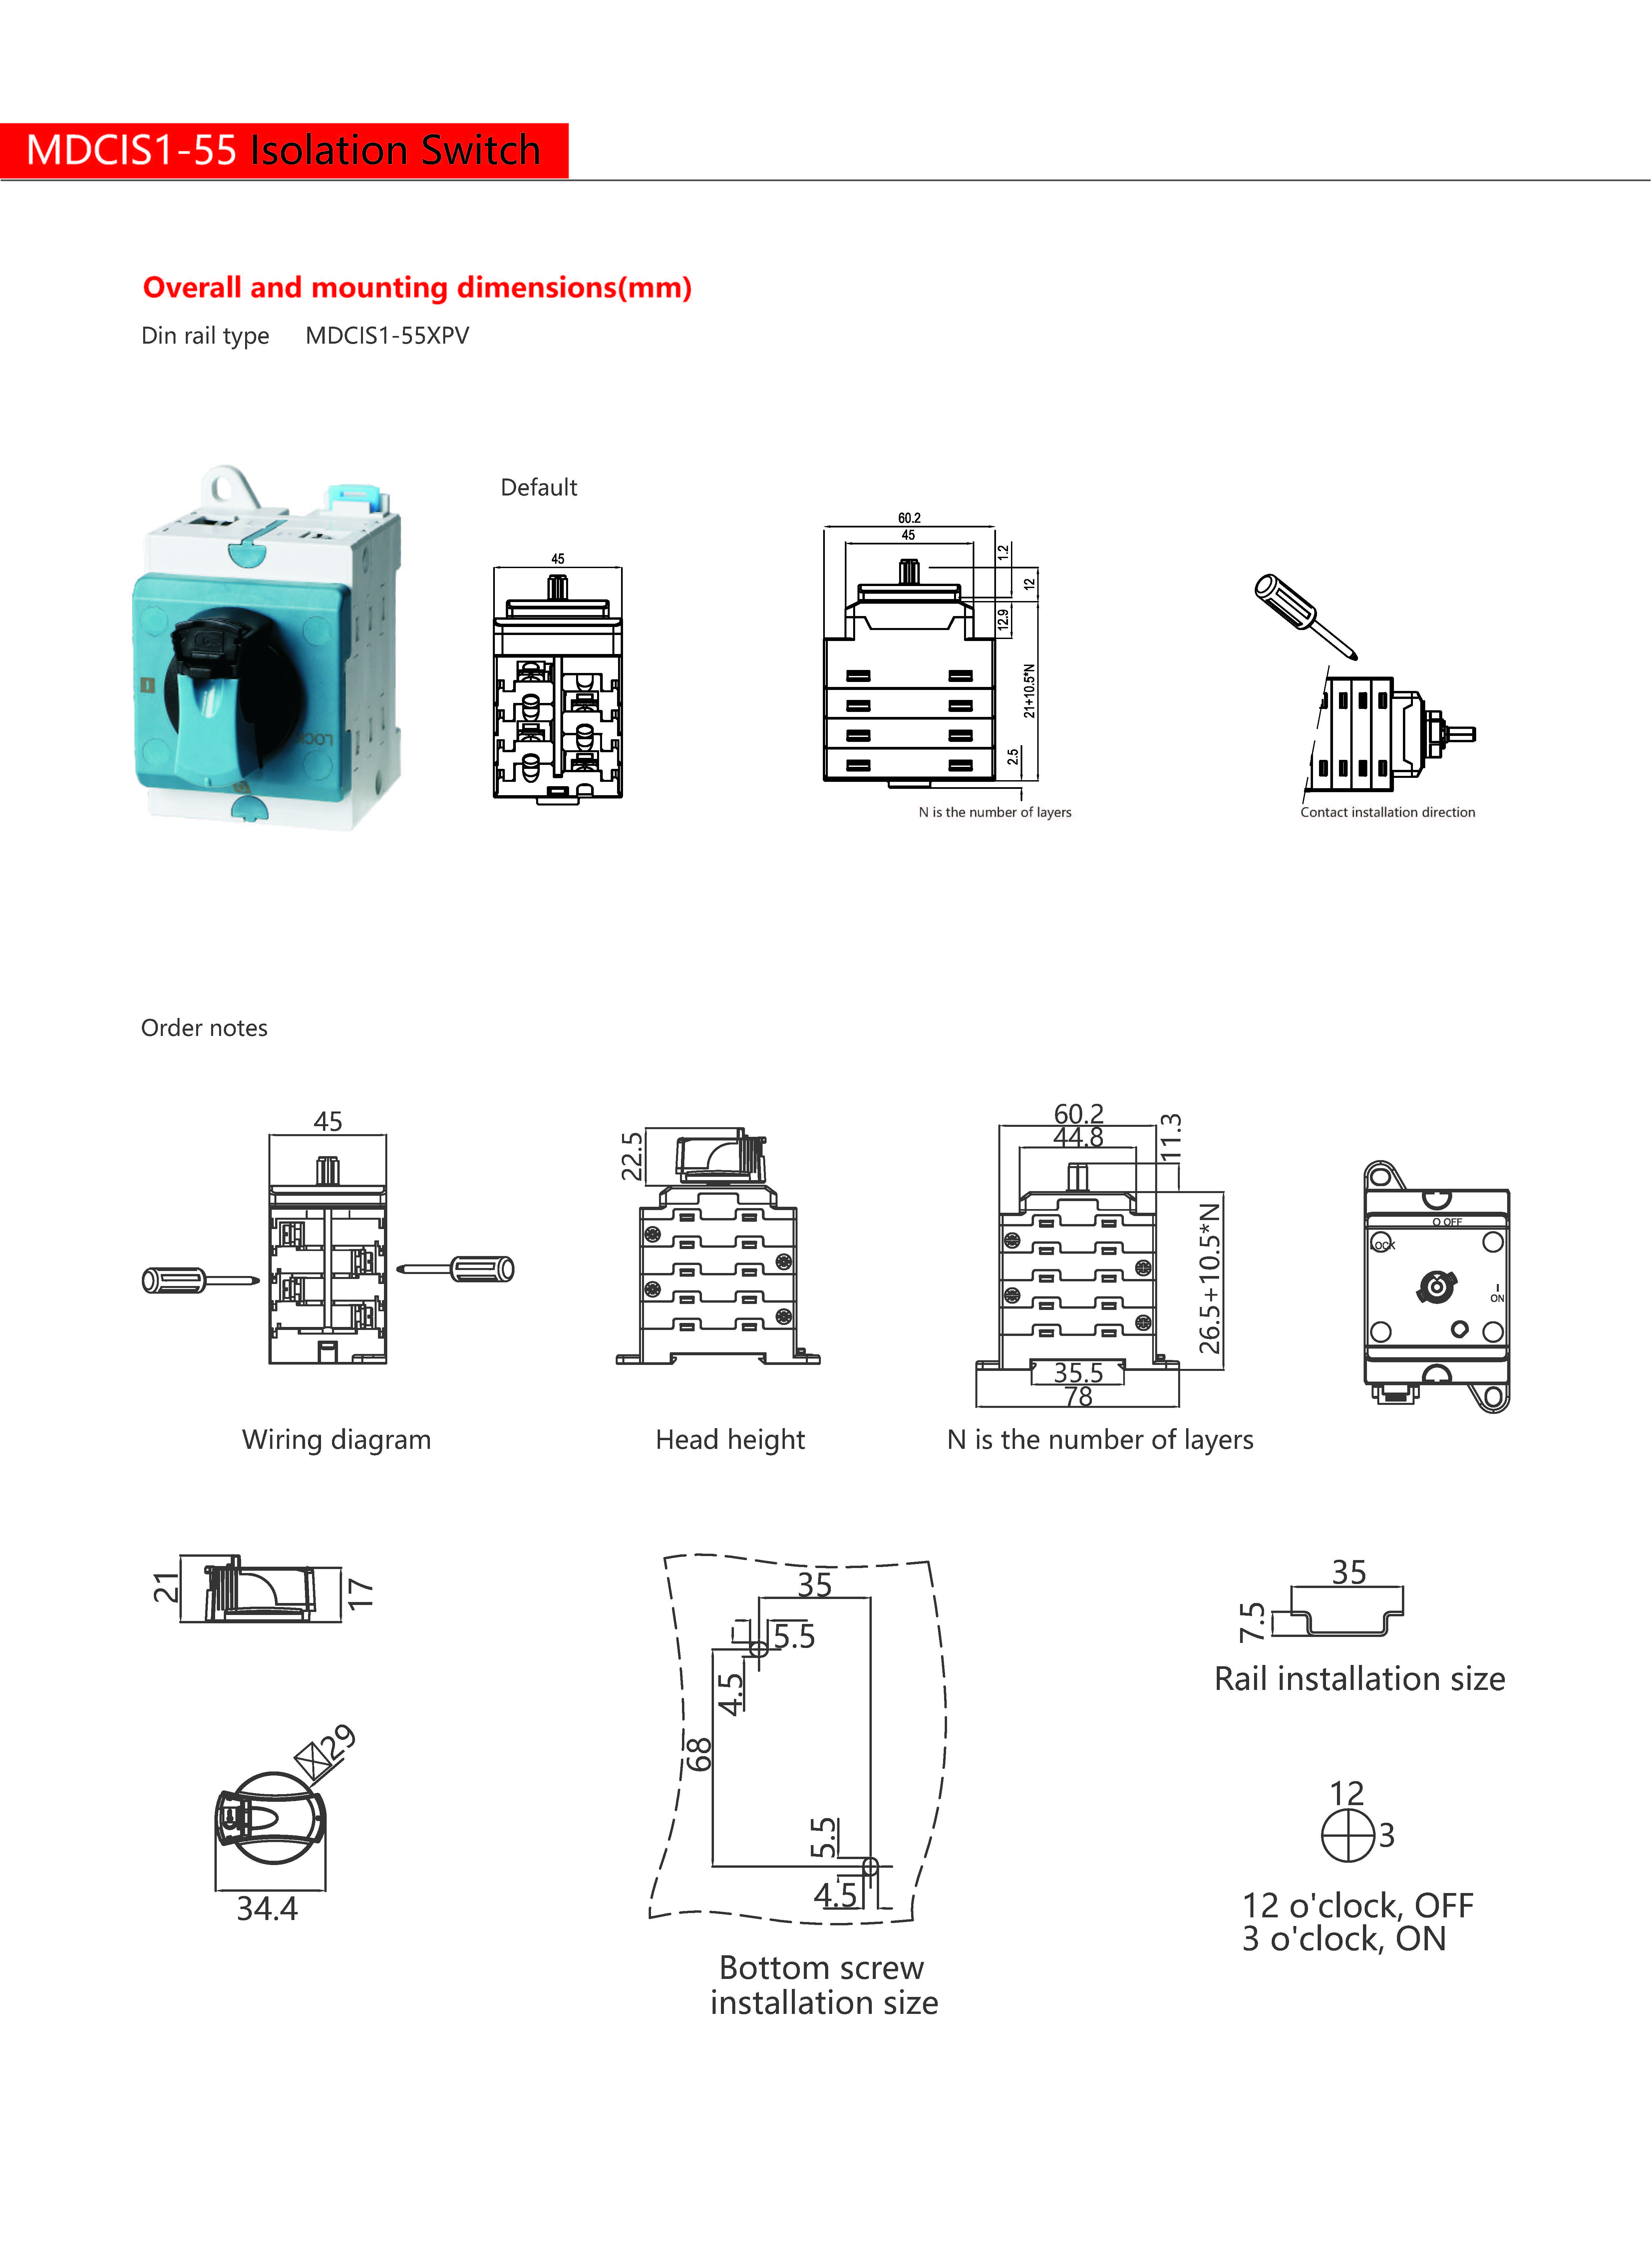 MDCIS1-55 Isolation Switch
Overall and mounting dimensions(mm)
Din rail type MDCIS1-55XPV
Default
45
60.2
45
1.2
12
12.9
21+10.5*N
2.5
N is the number of layers
Contact installation direction
LOCK
Order notes
45
22.5
60.2
44.8
11.3
26.5+10.5*N
35.5
78
O OFF
LOCK
I
ON
Wiring diagram
Head height
N is the number of layers
21
17
29
34.4
35
5.5
4.5
68
5.5
4.5
Bottom screw
installation size
35
7.5
Rail installation size
12
3
12 o'clock, OFF
3 o'clock, ON